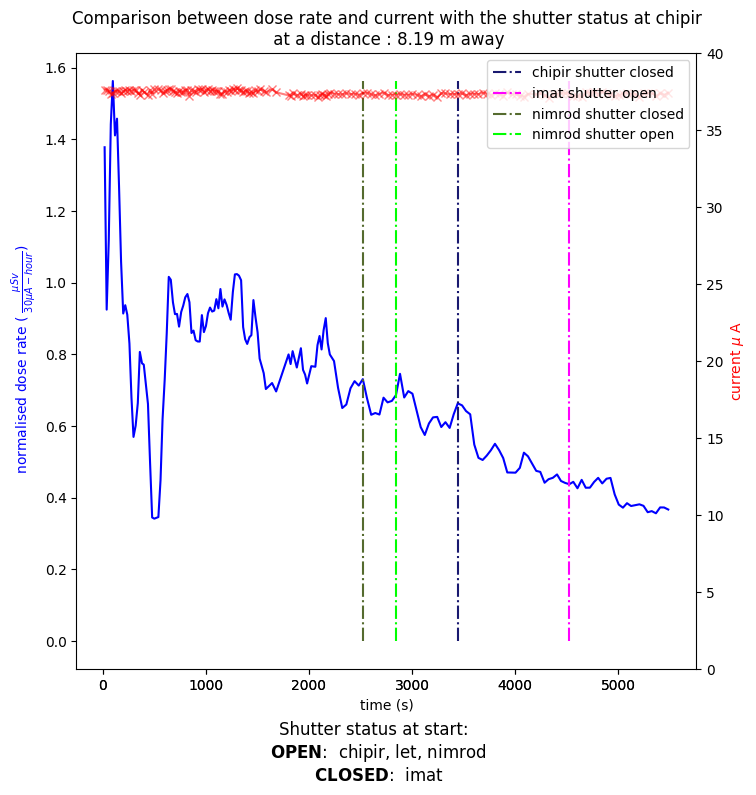 Comparison between dose rate and current with the shutter status at chipir
at a distance : 8.19 m away
chipir shutter closed
imat shutter open
nimrod shutter closed
nimrod shutter open
normalised dose rate ( μSv / 30μA − hour )
1.6
1.4
1.2
1.0
0.8
0.6
0.4
0.2
0.0
40
35
30
25
20
15
10
5
0
current μ A
0 1000 2000 3000 4000 5000
time (s)
Shutter status at start:
OPEN: chipir, let, nimrod
CLOSED: imat